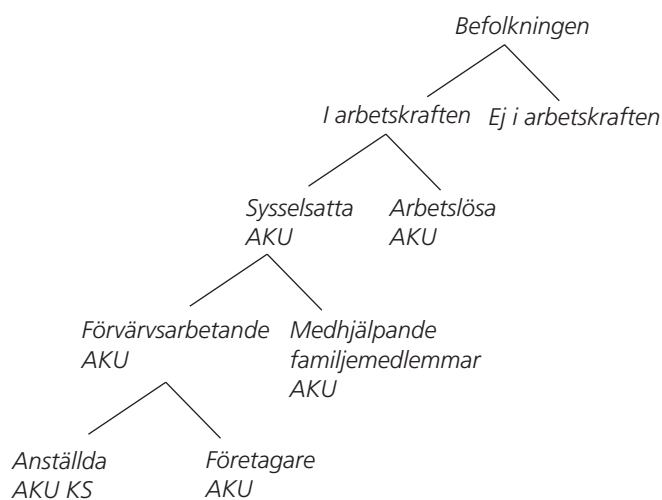 Befolkningen
I arbetskraften
Ej i arbetskraften
Sysselsatta
AKU
Arbetslösa
AKU
Förvärvsarbetande
AKU
Medhjälpande
familjemedlemmar
AKU
Anställda
AKU KS
Företagare
AKU